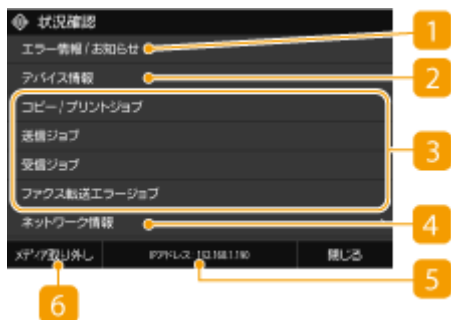 状況確認
エラー情報/お知らせ
デバイス情報
コピー/プリントジョブ
送信ジョブ
受信ジョブ
ファクス転送エラージョブ
ネットワーク情報
メディア取り外し
IPアドレス: 192.168.1.190
閉じる
1
2
3
4
5
6